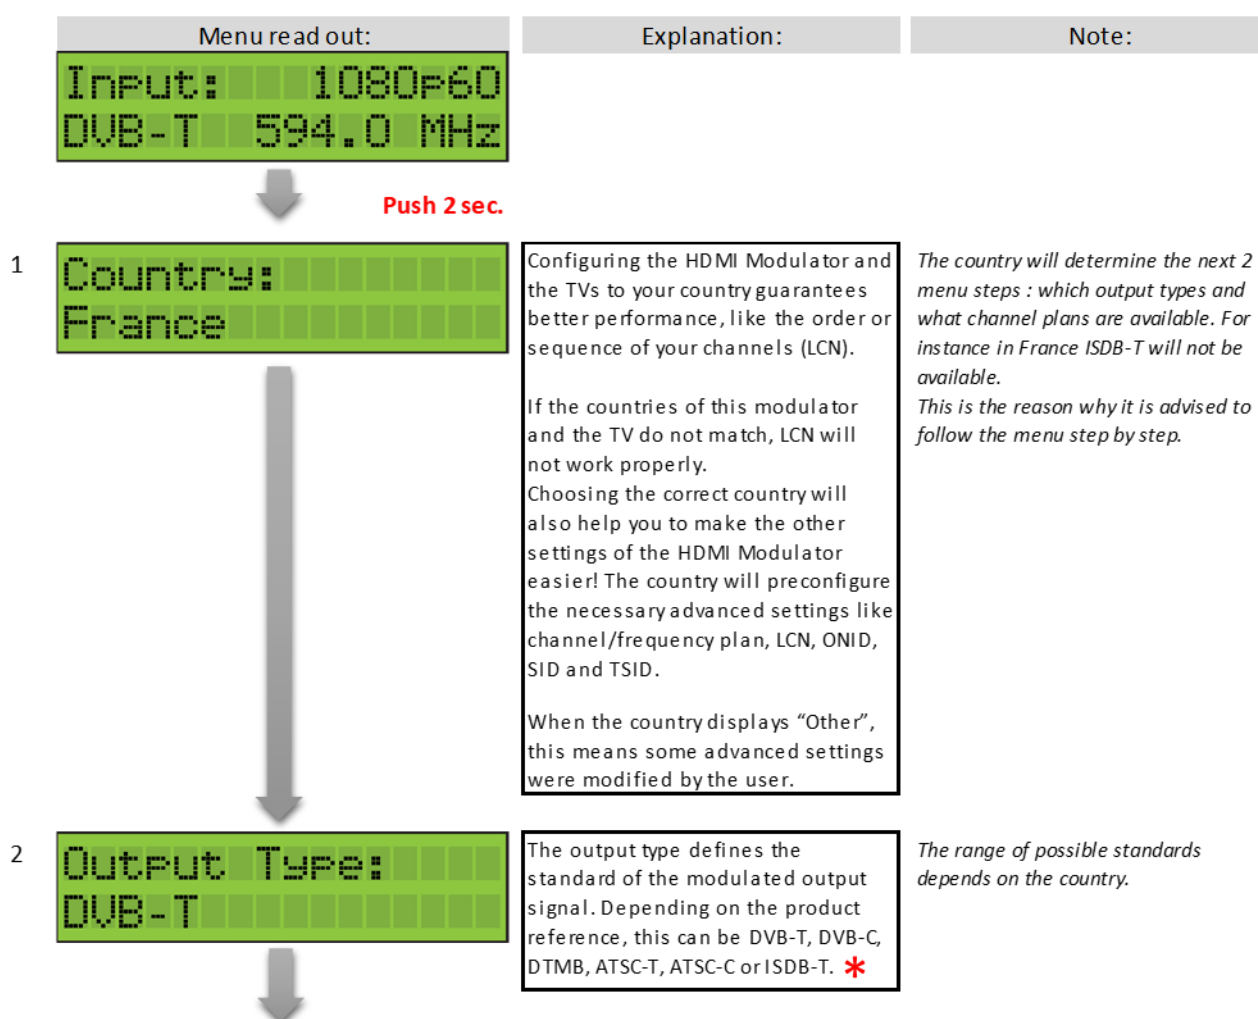 Menu read out:
Explanation:
Note:
Input: 1080p60
DVB-T 594.0 MHz
Push 2 sec.
1
Country:
France
Configuring the HDMI Modulator and
the TVs to your country guarantees
better performance, like the order or
sequence of your channels (LCN).
If the countries of this modulator
and the TV do not match, LCN will
not work properly.
Choosing the correct country will
also help you to make the other
settings of the HDMI Modulator
easier! The country will preconfigure
the necessary advanced settings like
channel/frequency plan, LCN, ONID,
SID and TSID.
When the country displays “Other”,
this means some advanced settings
were modified by the user.
The country will determine the next 2
menu steps : which output types and
what channel plans are available. For
instance in France ISDB-T will not be
available.
This is the reason why it is advised to
follow the menu step by step.
2
Output Type:
DVB-T
The output type defines the
standard of the modulated output
signal. Depending on the product
reference, this can be DVB-T, DVB-C,
DTMB, ATSC-T, ATSC-C or ISDB-T. *
The range of possible standards
depends on the country.